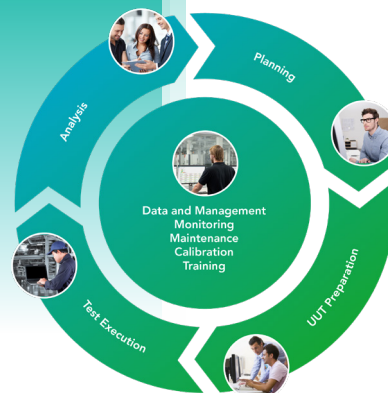 Planning
Analysis
Data and Management
Monitoring
Maintenance
Calibration
Training
UUT Preparation
Test Execution